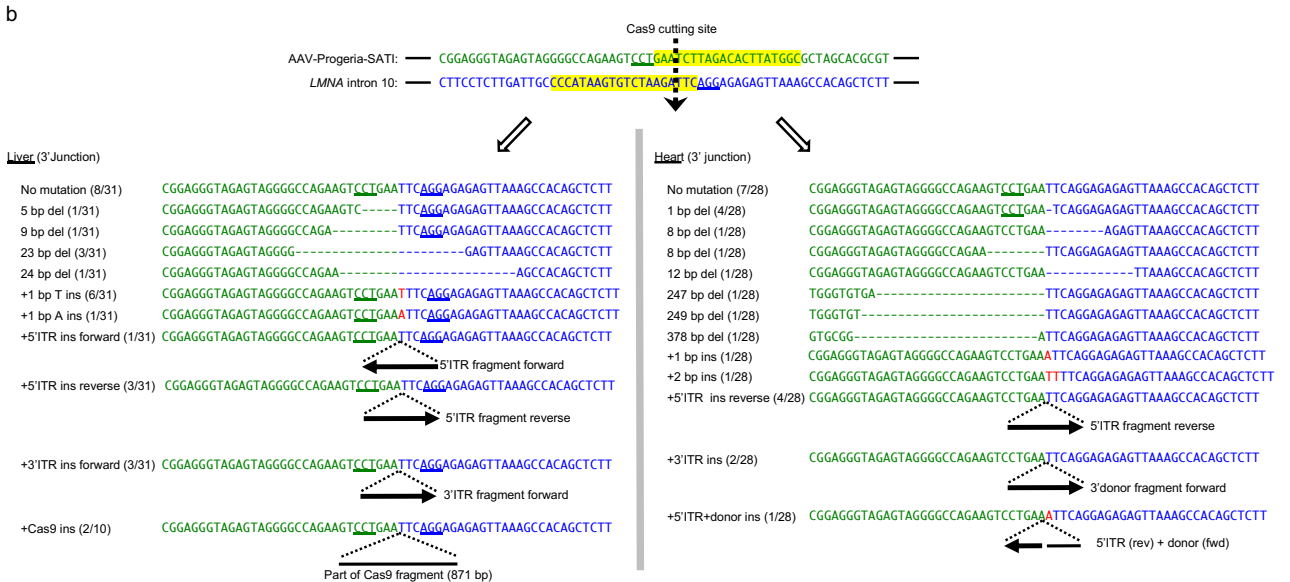 b
Cas9 cutting site
AAV-Progeria-SATI: CGGAGGGTAGAGTAGGGGCCAGAAGTCCTGAATCTTAGACACTTATGGCGCTAGCACGCGT
LMNA intron 10: CTTCCTCTTGATTGCCCCATAAGTGTCTAAGATTCAGGAGAGAGTTAAAGCCACAGCTCTT
Liver (3'Junction)
No mutation (8/31) CGGAGGGTAGAGTAGGGGCCAGAAGTCCTGAATTCAGGAGAGAGTTAAAGCCACAGCTCTT
5 bp del (1/31) CGGAGGGTAGAGTAGGGGCCAGAAGTC-----TTCAGGAGAGAGTTAAAGCCACAGCTCTT
9 bp del (1/31) CGGAGGGTAGAGTAGGGGCCAGA---------TTCAGGAGAGAGTTAAAGCCACAGCTCTT
23 bp del (3/31) CGGAGGGTAGAGTAGGGG-----------------------GAGTTAAAGCCACAGCTCTT
24 bp del (1/31) CGGAGGGTAGAGTAGGGGCCAGAA------------------------AGCCACAGCTCTT
+1 bp T ins (6/31) CGGAGGGTAGAGTAGGGGCCAGAAGTCCTGAATTTCAGGAGAGAGTTAAAGCCACAGCTCTT
+1 bp A ins (1/31) CGGAGGGTAGAGTAGGGGCCAGAAGTCCTGAAATTCAGGAGAGAGTTAAAGCCACAGCTCTT
+5'ITR ins forward (1/31) CGGAGGGTAGAGTAGGGGCCAGAAGTCCTGAATTCAGGAGAGAGTTAAAGCCACAGCTCTT
5'ITR fragment forward
+5'ITR ins reverse (3/31) CGGAGGGTAGAGTAGGGGCCAGAAGTCCTGAATTCAGGAGAGAGTTAAAGCCACAGCTCTT
5'ITR fragment reverse
+3'ITR ins forward (3/31) CGGAGGGTAGAGTAGGGGCCAGAAGTCCTGAATTCAGGAGAGAGTTAAAGCCACAGCTCTT
3'ITR fragment forward
+Cas9 ins (2/10) CGGAGGGTAGAGTAGGGGCCAGAAGTCCTGAATTCAGGAGAGAGTTAAAGCCACAGCTCTT
Part of Cas9 fragment (871 bp)
Heart (3' junction)
No mutation (7/28) CGGAGGGTAGAGTAGGGGCCAGAAGTCCTGAATTCAGGAGAGAGTTAAAGCCACAGCTCTT
1 bp del (4/28) CGGAGGGTAGAGTAGGGGCCAGAAGTCCTGAA-TCAGGAGAGAGTTAAAGCCACAGCTCTT
8 bp del (1/28) CGGAGGGTAGAGTAGGGGCCAGAAGTCCTGAA--------AGAGTTAAAGCCACAGCTCTT
8 bp del (1/28) CGGAGGGTAGAGTAGGGGCCAGAA--------TTCAGGAGAGAGTTAAAGCCACAGCTCTT
12 bp del (1/28) CGGAGGGTAGAGTAGGGGCCAGAAGTCCTGAA------------TTAAAGCCACAGCTCTT
247 bp del (1/28) TGGGTGTGA-----------------------TTCAGGAGAGAGTTAAAGCCACAGCTCTT
249 bp del (1/28) TGGGTGT-------------------------TTCAGGAGAGAGTTAAAGCCACAGCTCTT
378 bp del (1/28) GTGCGG-------------------------ATTCAGGAGAGAGTTAAAGCCACAGCTCTT
+1 bp ins (1/28) CGGAGGGTAGAGTAGGGGCCAGAAGTCCTGAAATTCAGGAGAGAGTTAAAGCCACAGCTCTT
+2 bp ins (1/28) CGGAGGGTAGAGTAGGGGCCAGAAGTCCTGAATTTTCAGGAGAGAGTTAAAGCCACAGCTCTT
+5'ITR ins reverse (4/28) CGGAGGGTAGAGTAGGGGCCAGAAGTCCTGAATTCAGGAGAGAGTTAAAGCCACAGCTCTT
5'ITR fragment reverse
+3'ITR ins (2/28) CGGAGGGTAGAGTAGGGGCCAGAAGTCCTGAATTCAGGAGAGAGTTAAAGCCACAGCTCTT
3'donor fragment forward
+5'ITR+donor ins (1/28) CGGAGGGTAGAGTAGGGGCCAGAAGTCCTGAAATTCAGGAGAGAGTTAAAGCCACAGCTCTT
5'ITR (rev) + donor (fwd)